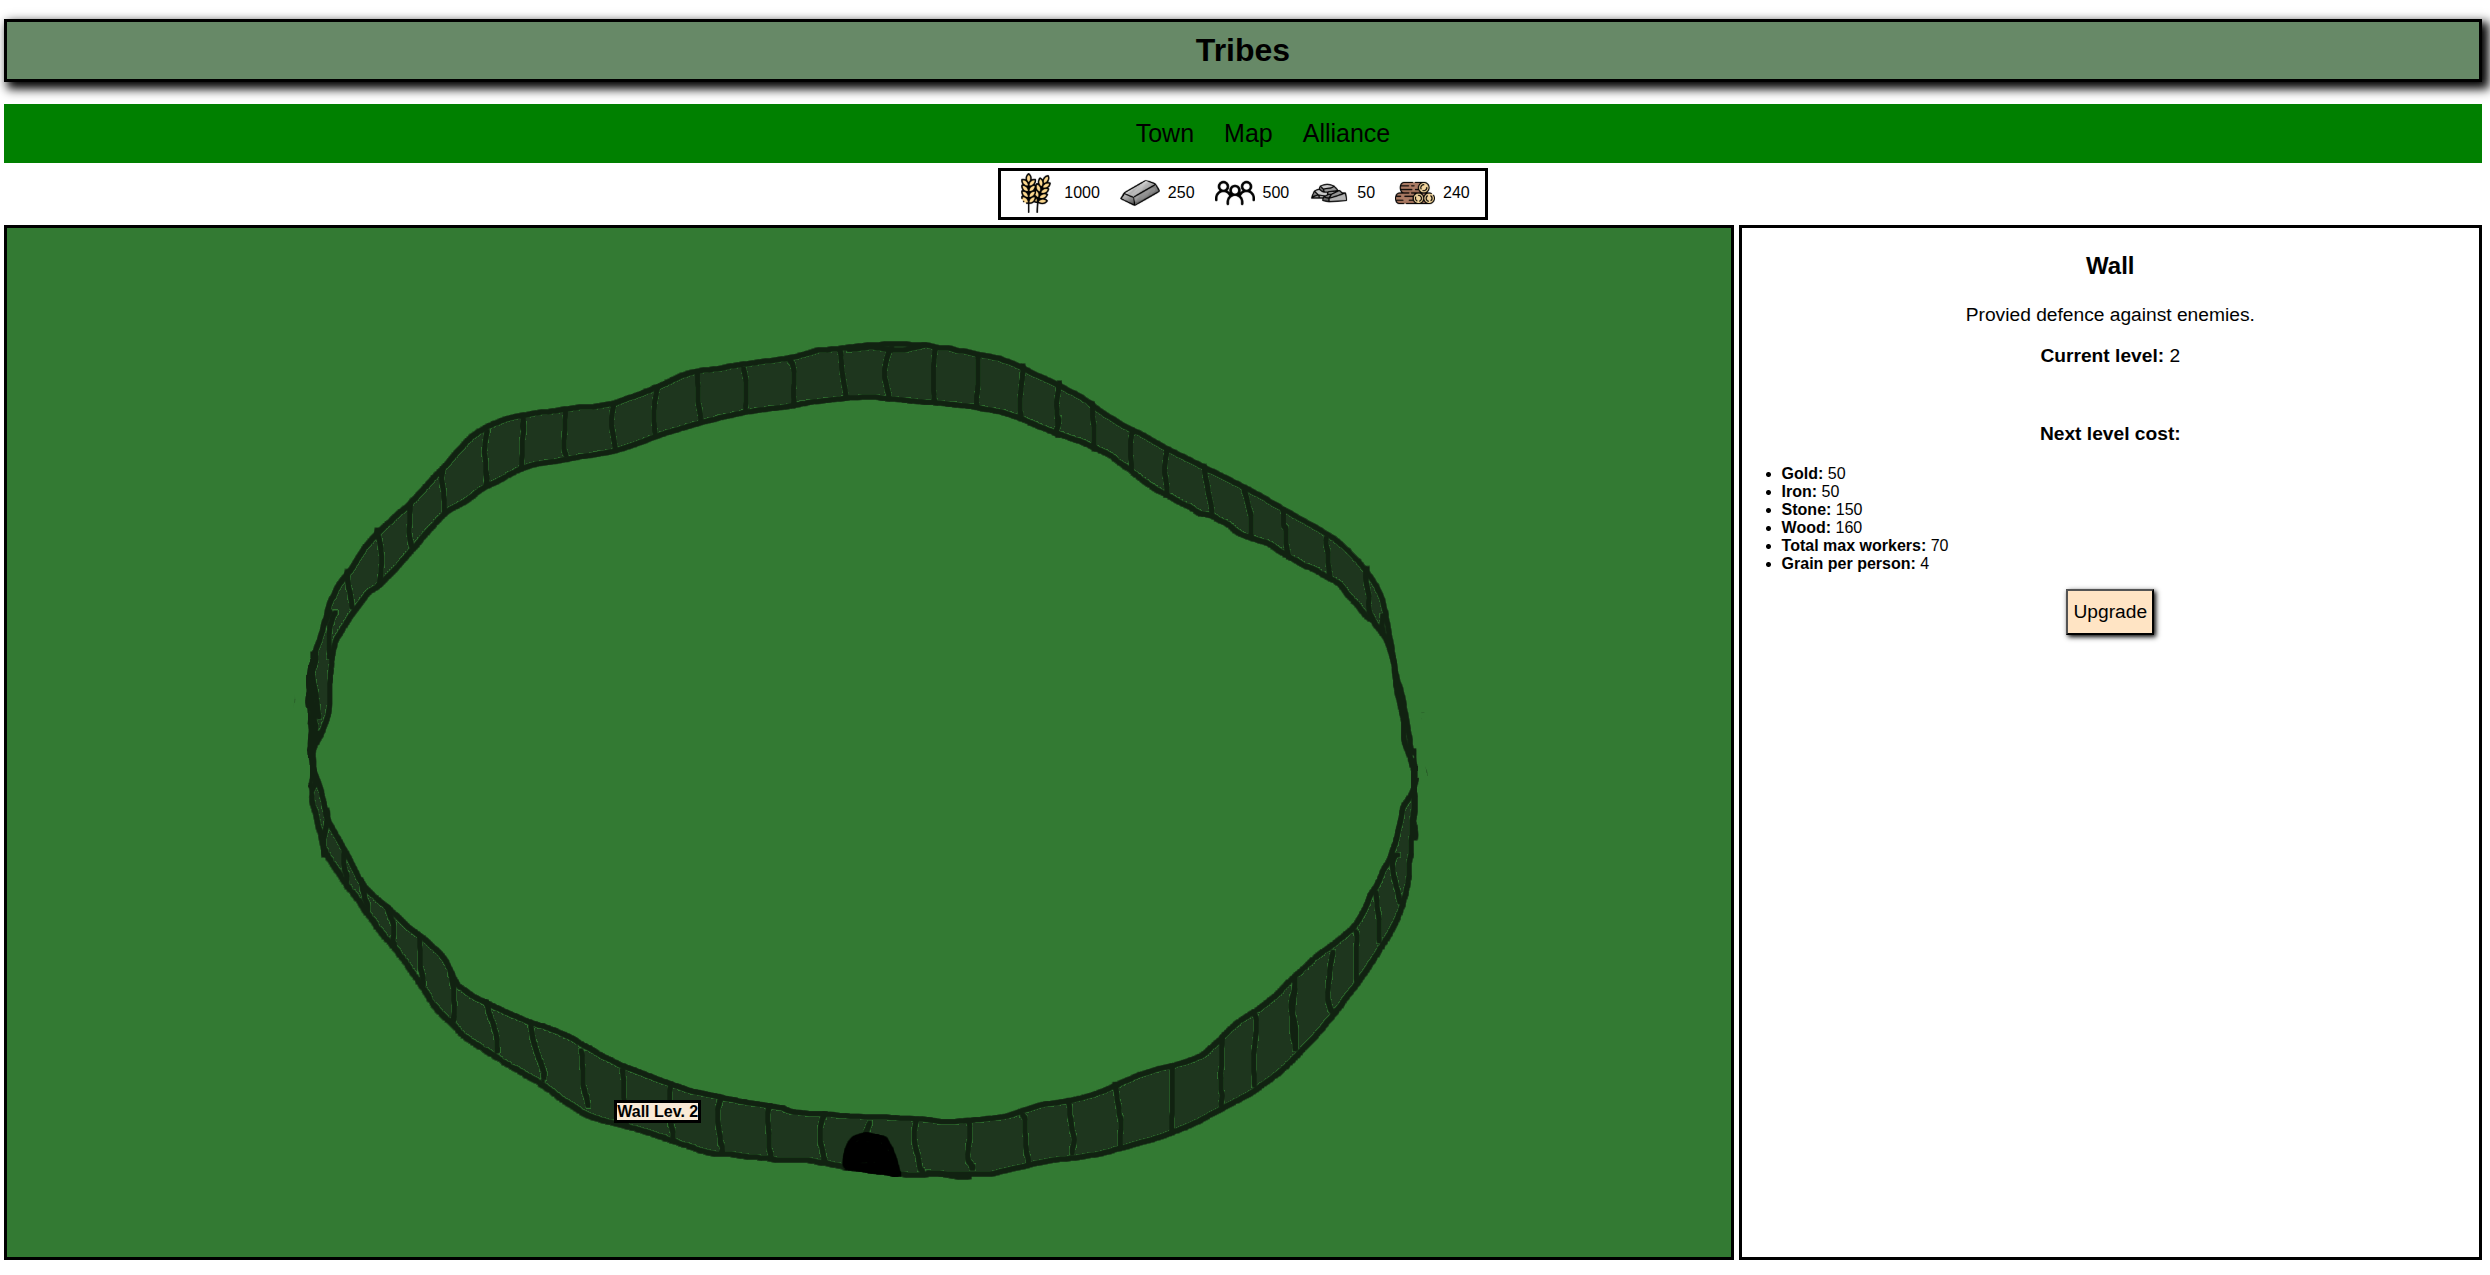 Tribes
Town Map Alliance
1000 250 500 50 240
Wall
Provied defence against enemies.
Current level: 2
Next level cost:
Gold: 50
Iron: 50
Stone: 150
Wood: 160
Total max workers: 70
Grain per person: 4
Upgrade
Wall Lev. 2